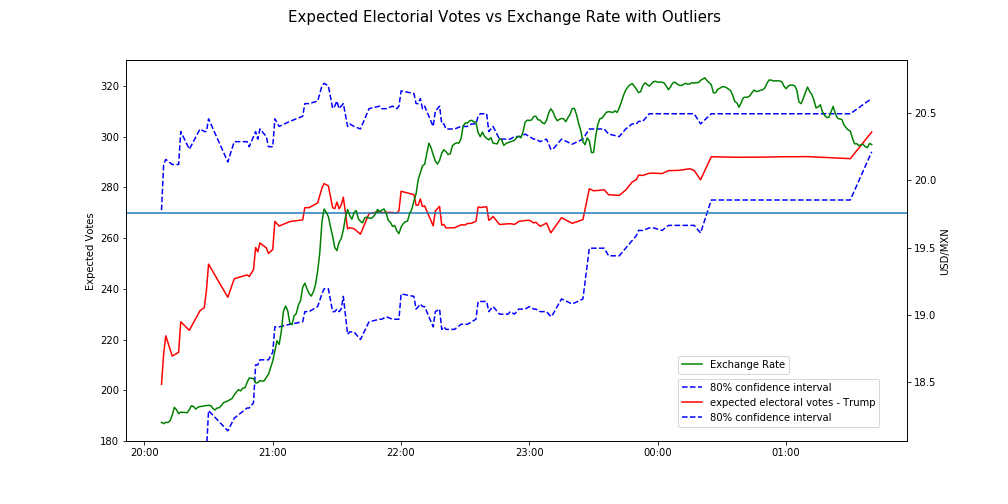 Expected Electorial Votes vs Exchange Rate with Outliers
320
300
280
260
240
220
200
180
Expected Votes
20.5
20.0
19.5
19.0
18.5
USD/MXN
Exchange Rate
80% confidence interval
expected electoral votes - Trump
80% confidence interval
20:00 21:00 22:00 23:00 00:00 01:00